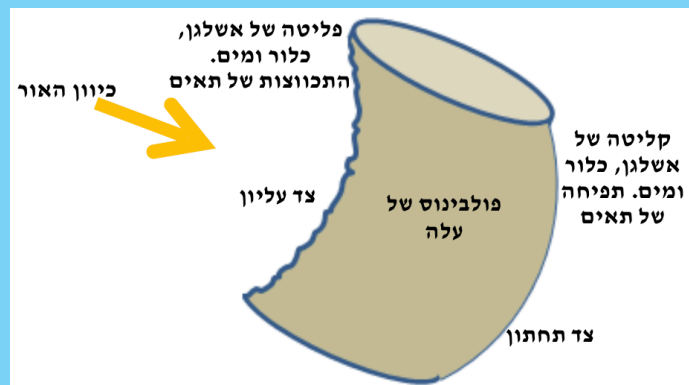 פליטה של אשלגן,
כלור ומים.
התכווצות של תאים
כיוון האור
קליטה של
אשלגן, כלור
ומים. תפיחה
של תאים
צד עליון
פולבינוס של
עלה
צד תחתון